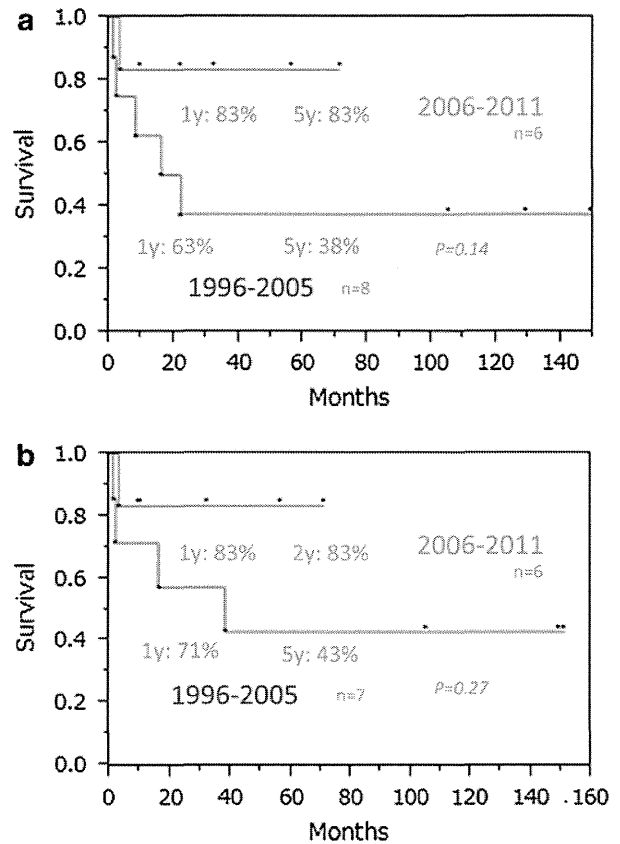 a
1.0
0.8
0.6
0.4
0.2
0.0
Survival
1y: 83% 5y: 83% 2006-2011
n=6
1y: 63% 5y: 38% P=0.14
1996-2005 n=8
0 20 40 60 80 100 120 140
Months
b
1.0
0.8
0.6
0.4
0.2
0.0
Survival
1y: 83% 2y: 83% 2006-2011
n=6
1y: 71% 5y: 43%
1996-2005 n=7 P=0.27
0 20 40 60 80 100 120 140 .160
Months